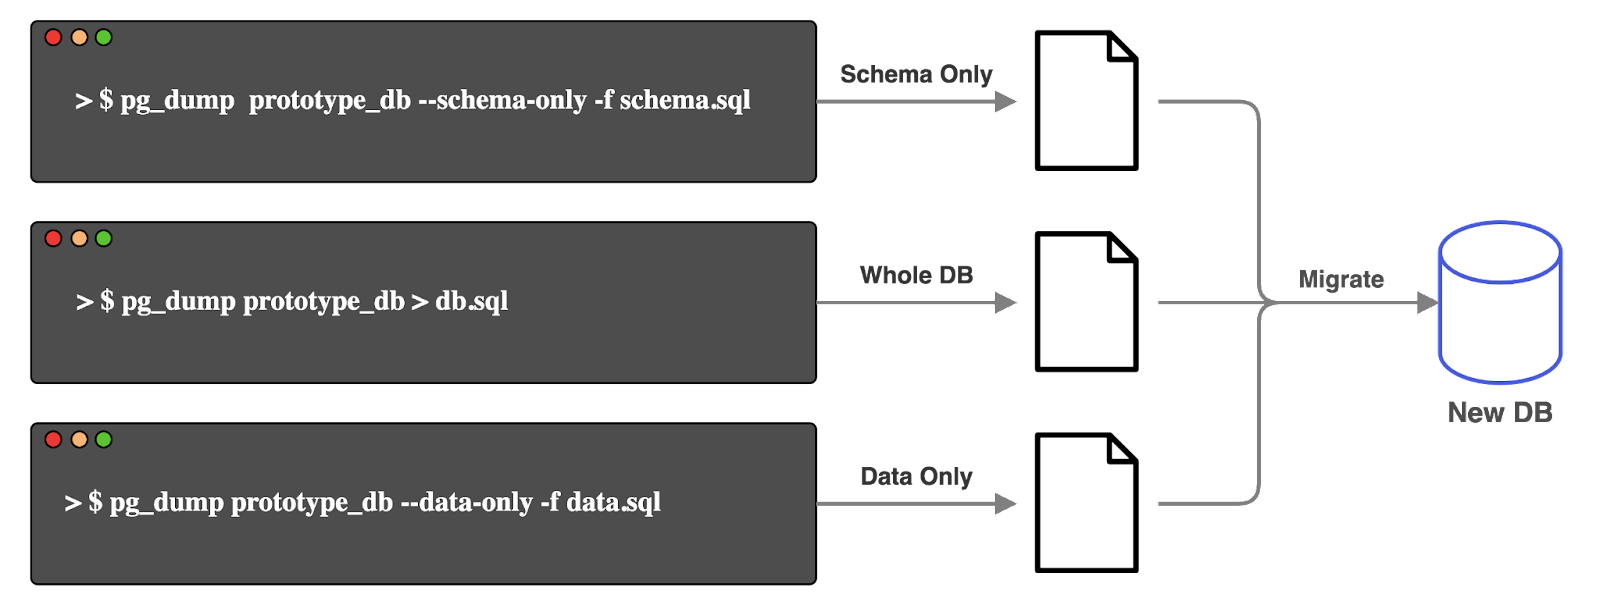 > $ pg_dump  prototype_db --schema-only -f schema.sql
Schema Only
> $ pg_dump prototype_db > db.sql
Whole DB
Migrate
New DB
> $ pg_dump prototype_db --data-only -f data.sql
Data Only